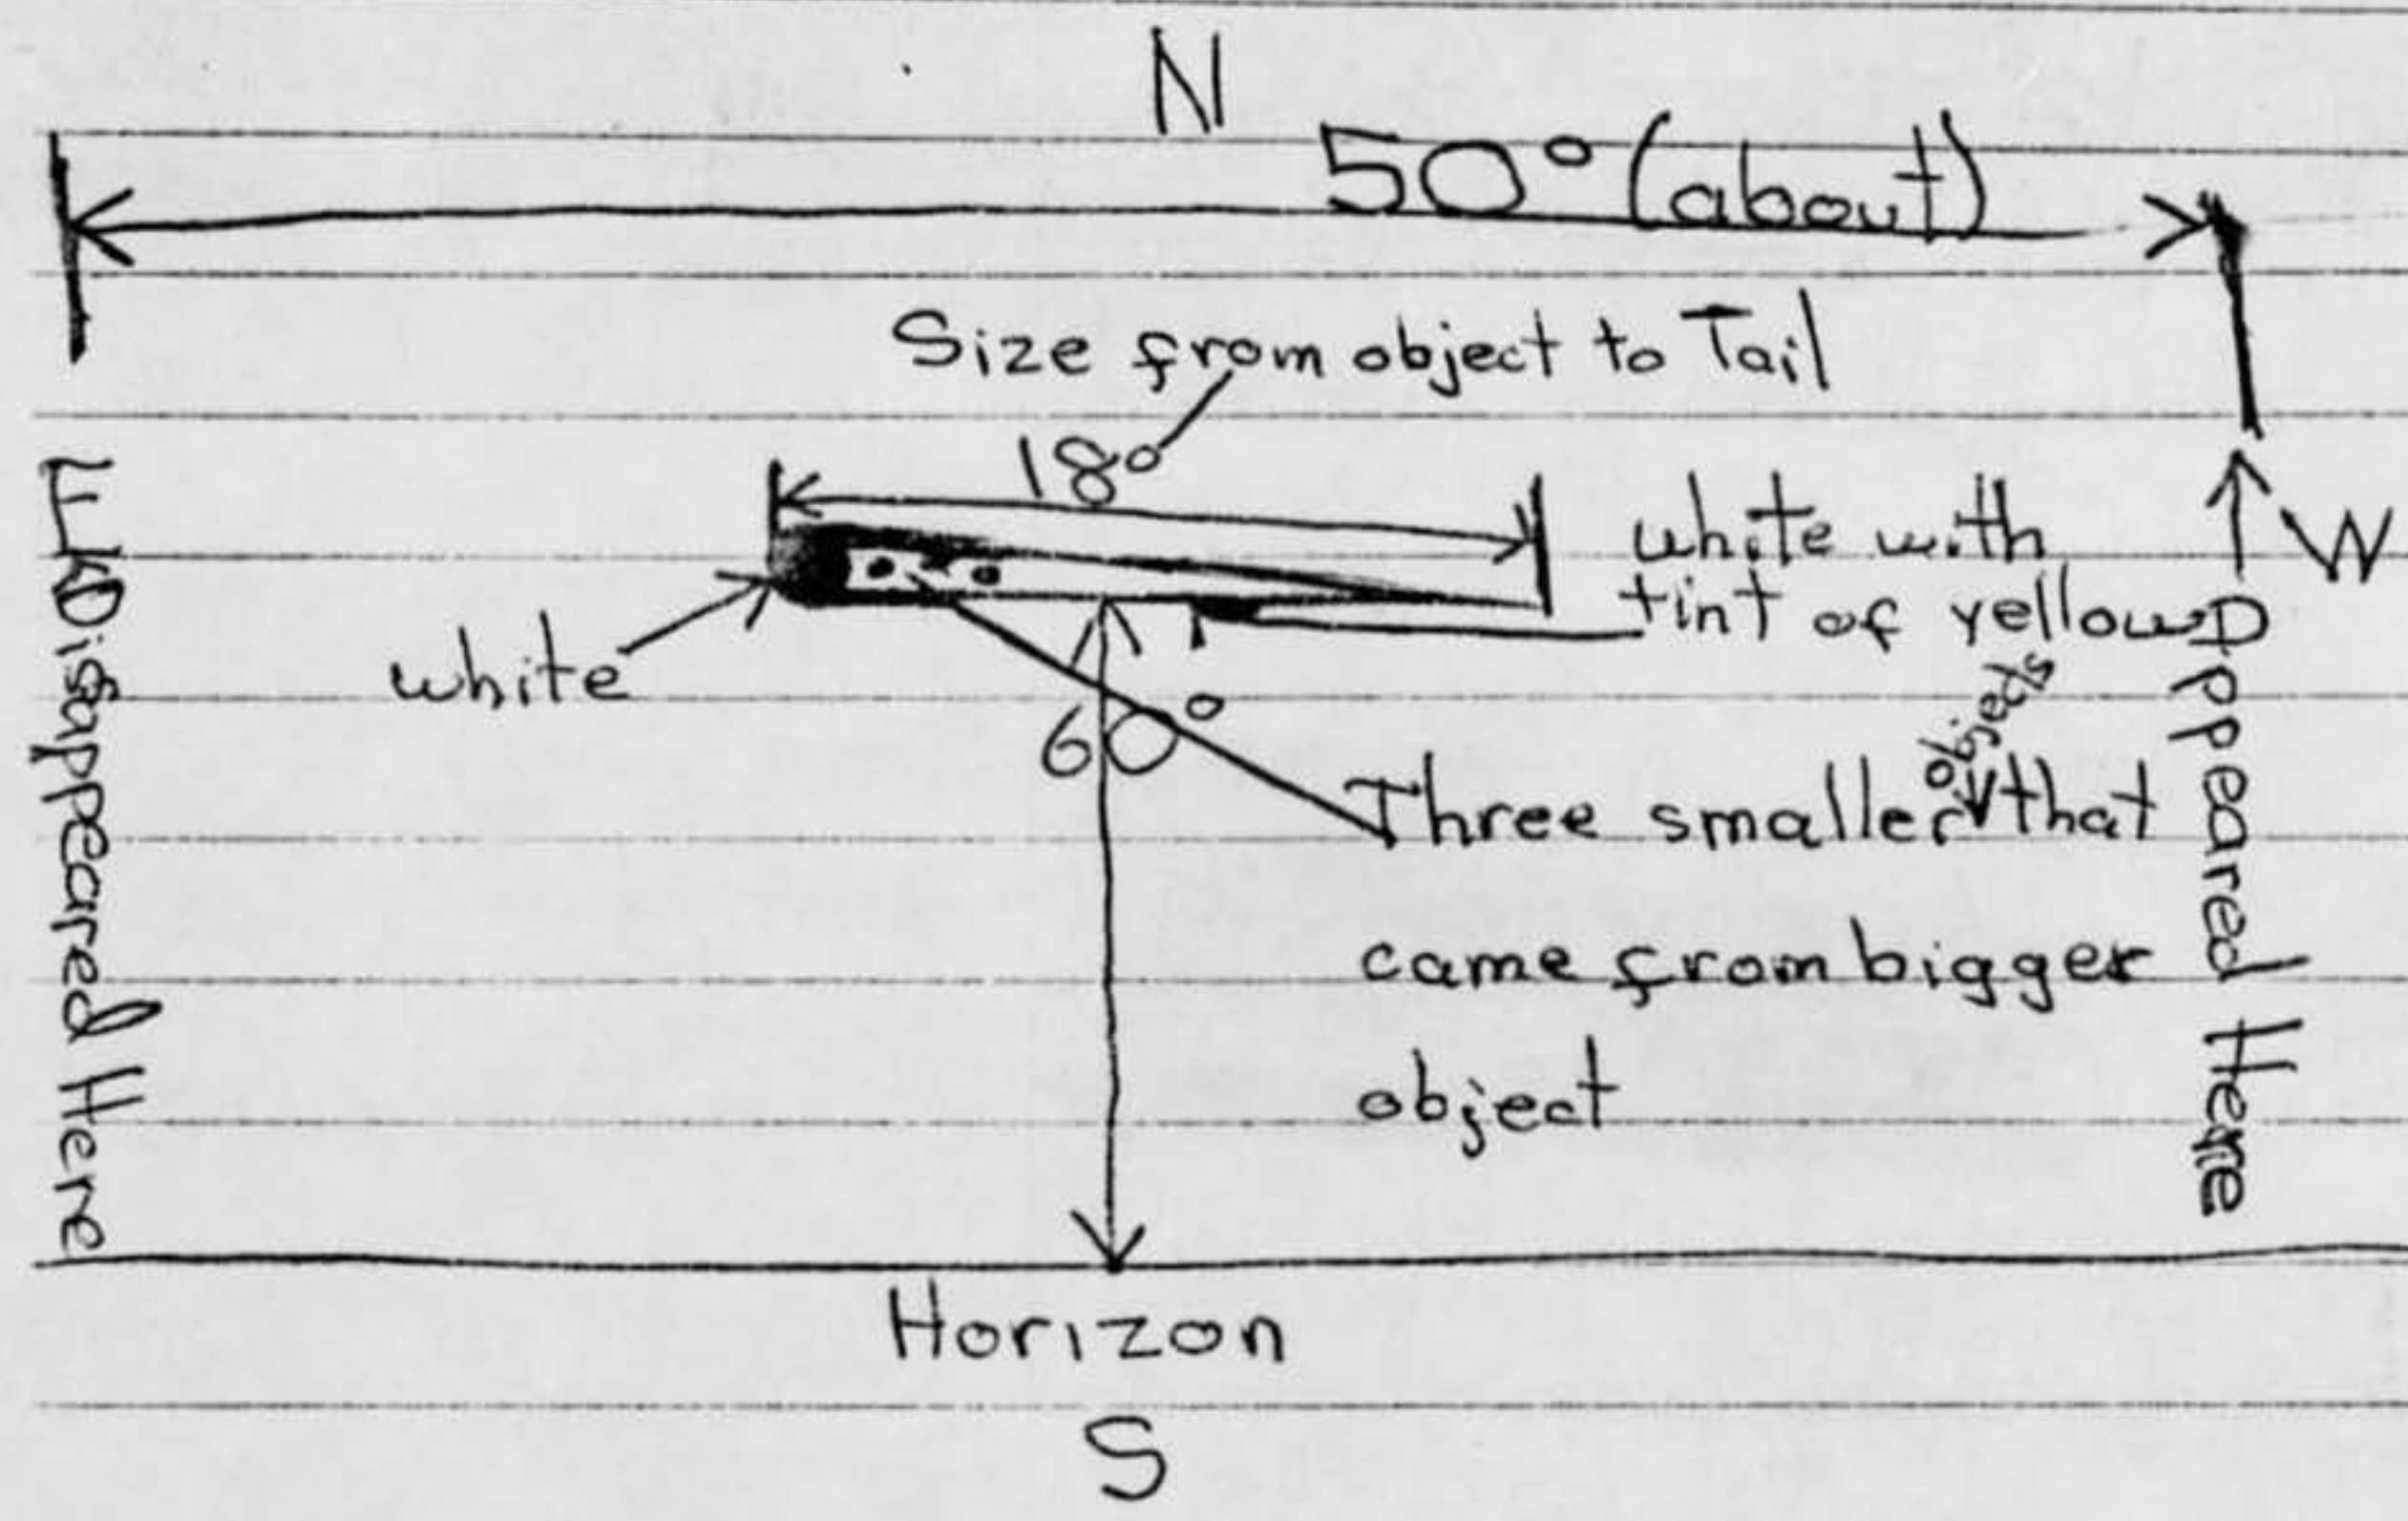 N
50° (about)
Size from object to Tail
18°
E
W
white with
tint of yellow
white
60°
specks
Three smaller that
came from bigger
object
Disappeared Here
Appeared Here
Horizon
S